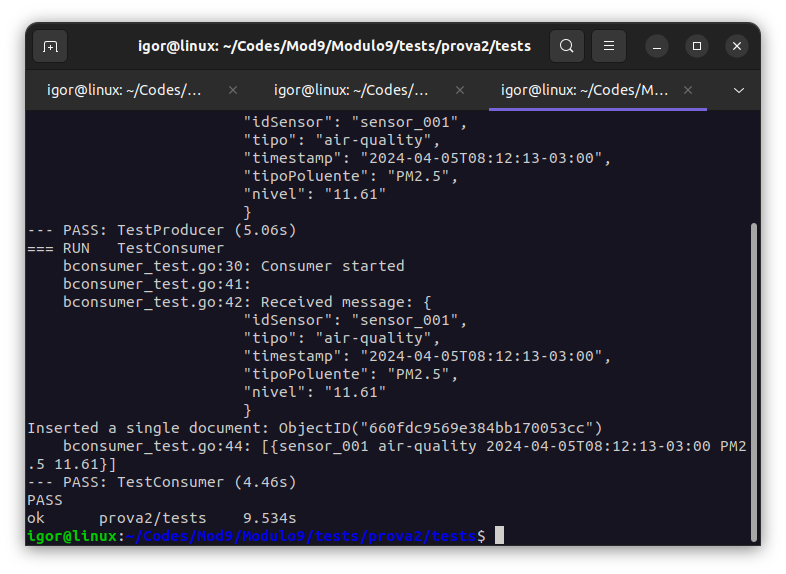 igor@linux: ~/Codes/Mod9/Modulo9/tests/prova2/tests
igor@linux: ~/Codes/... igor@linux: ~/Codes/... igor@linux: ~/Codes/M...
"idSensor": "sensor_001",
"tipo": "air-quality",
"timestamp": "2024-04-05T08:12:13-03:00",
"tipoPoluente": "PM2.5",
"nivel": "11.61"
}
--- PASS: TestProducer (5.06s)
=== RUN   TestConsumer
bconsumer_test.go:30: Consumer started
bconsumer_test.go:41:
bconsumer_test.go:42: Received message: {
"idSensor": "sensor_001",
"tipo": "air-quality",
"timestamp": "2024-04-05T08:12:13-03:00",
"tipoPoluente": "PM2.5",
"nivel": "11.61"
}
Inserted a single document: ObjectID("660fdc9569e384bb170053cc")
bconsumer_test.go:44: [{sensor_001 air-quality 2024-04-05T08:12:13-03:00 PM2
.5 11.61}]
--- PASS: TestConsumer (4.46s)
PASS
ok      prova2/tests    9.534s
igor@linux:~/Codes/Mod9/Modulo9/tests/prova2/tests$